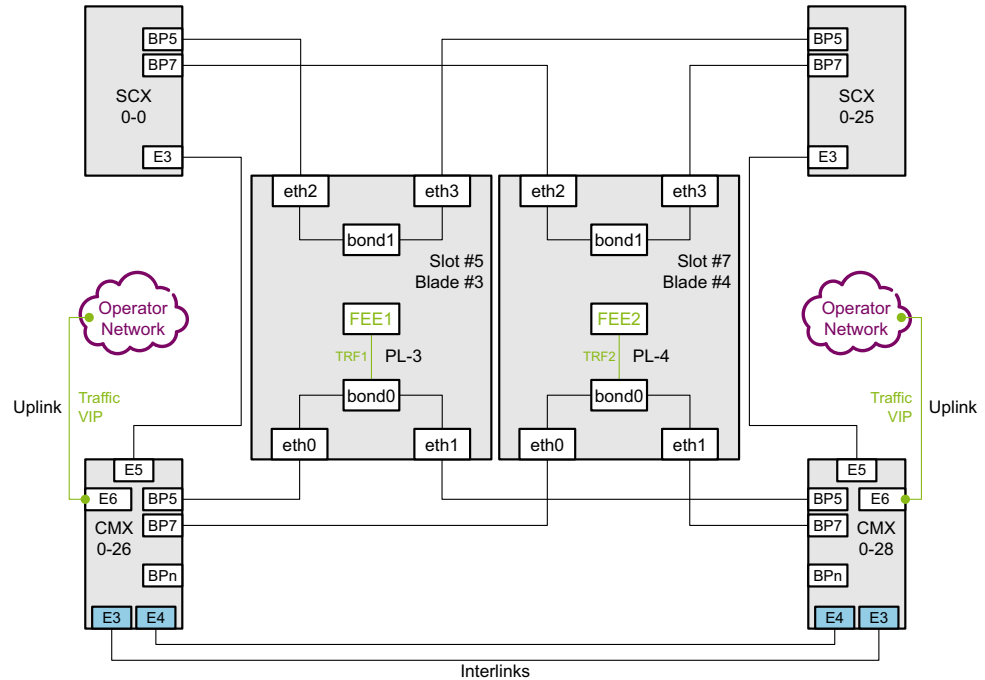 BP5
BP7
SCX
0-0
E3
BP5
BP7
SCX
0-25
E3
eth2
eth3
bond1
Slot #5
Blade #3
FEE1
TRF1
PL-3
bond0
eth0
eth1
eth2
eth3
bond1
Slot #7
Blade #4
FEE2
TRF2
PL-4
bond0
eth0
eth1
Operator
Network
Uplink
Traffic
VIP
Operator
Network
Traffic
VIP
Uplink
E5
E6
BP5
BP7
CMX
0-26
BPn
E3
E4
E5
BP5
E6
BP7
CMX
0-28
BPn
E4
E3
Interlinks